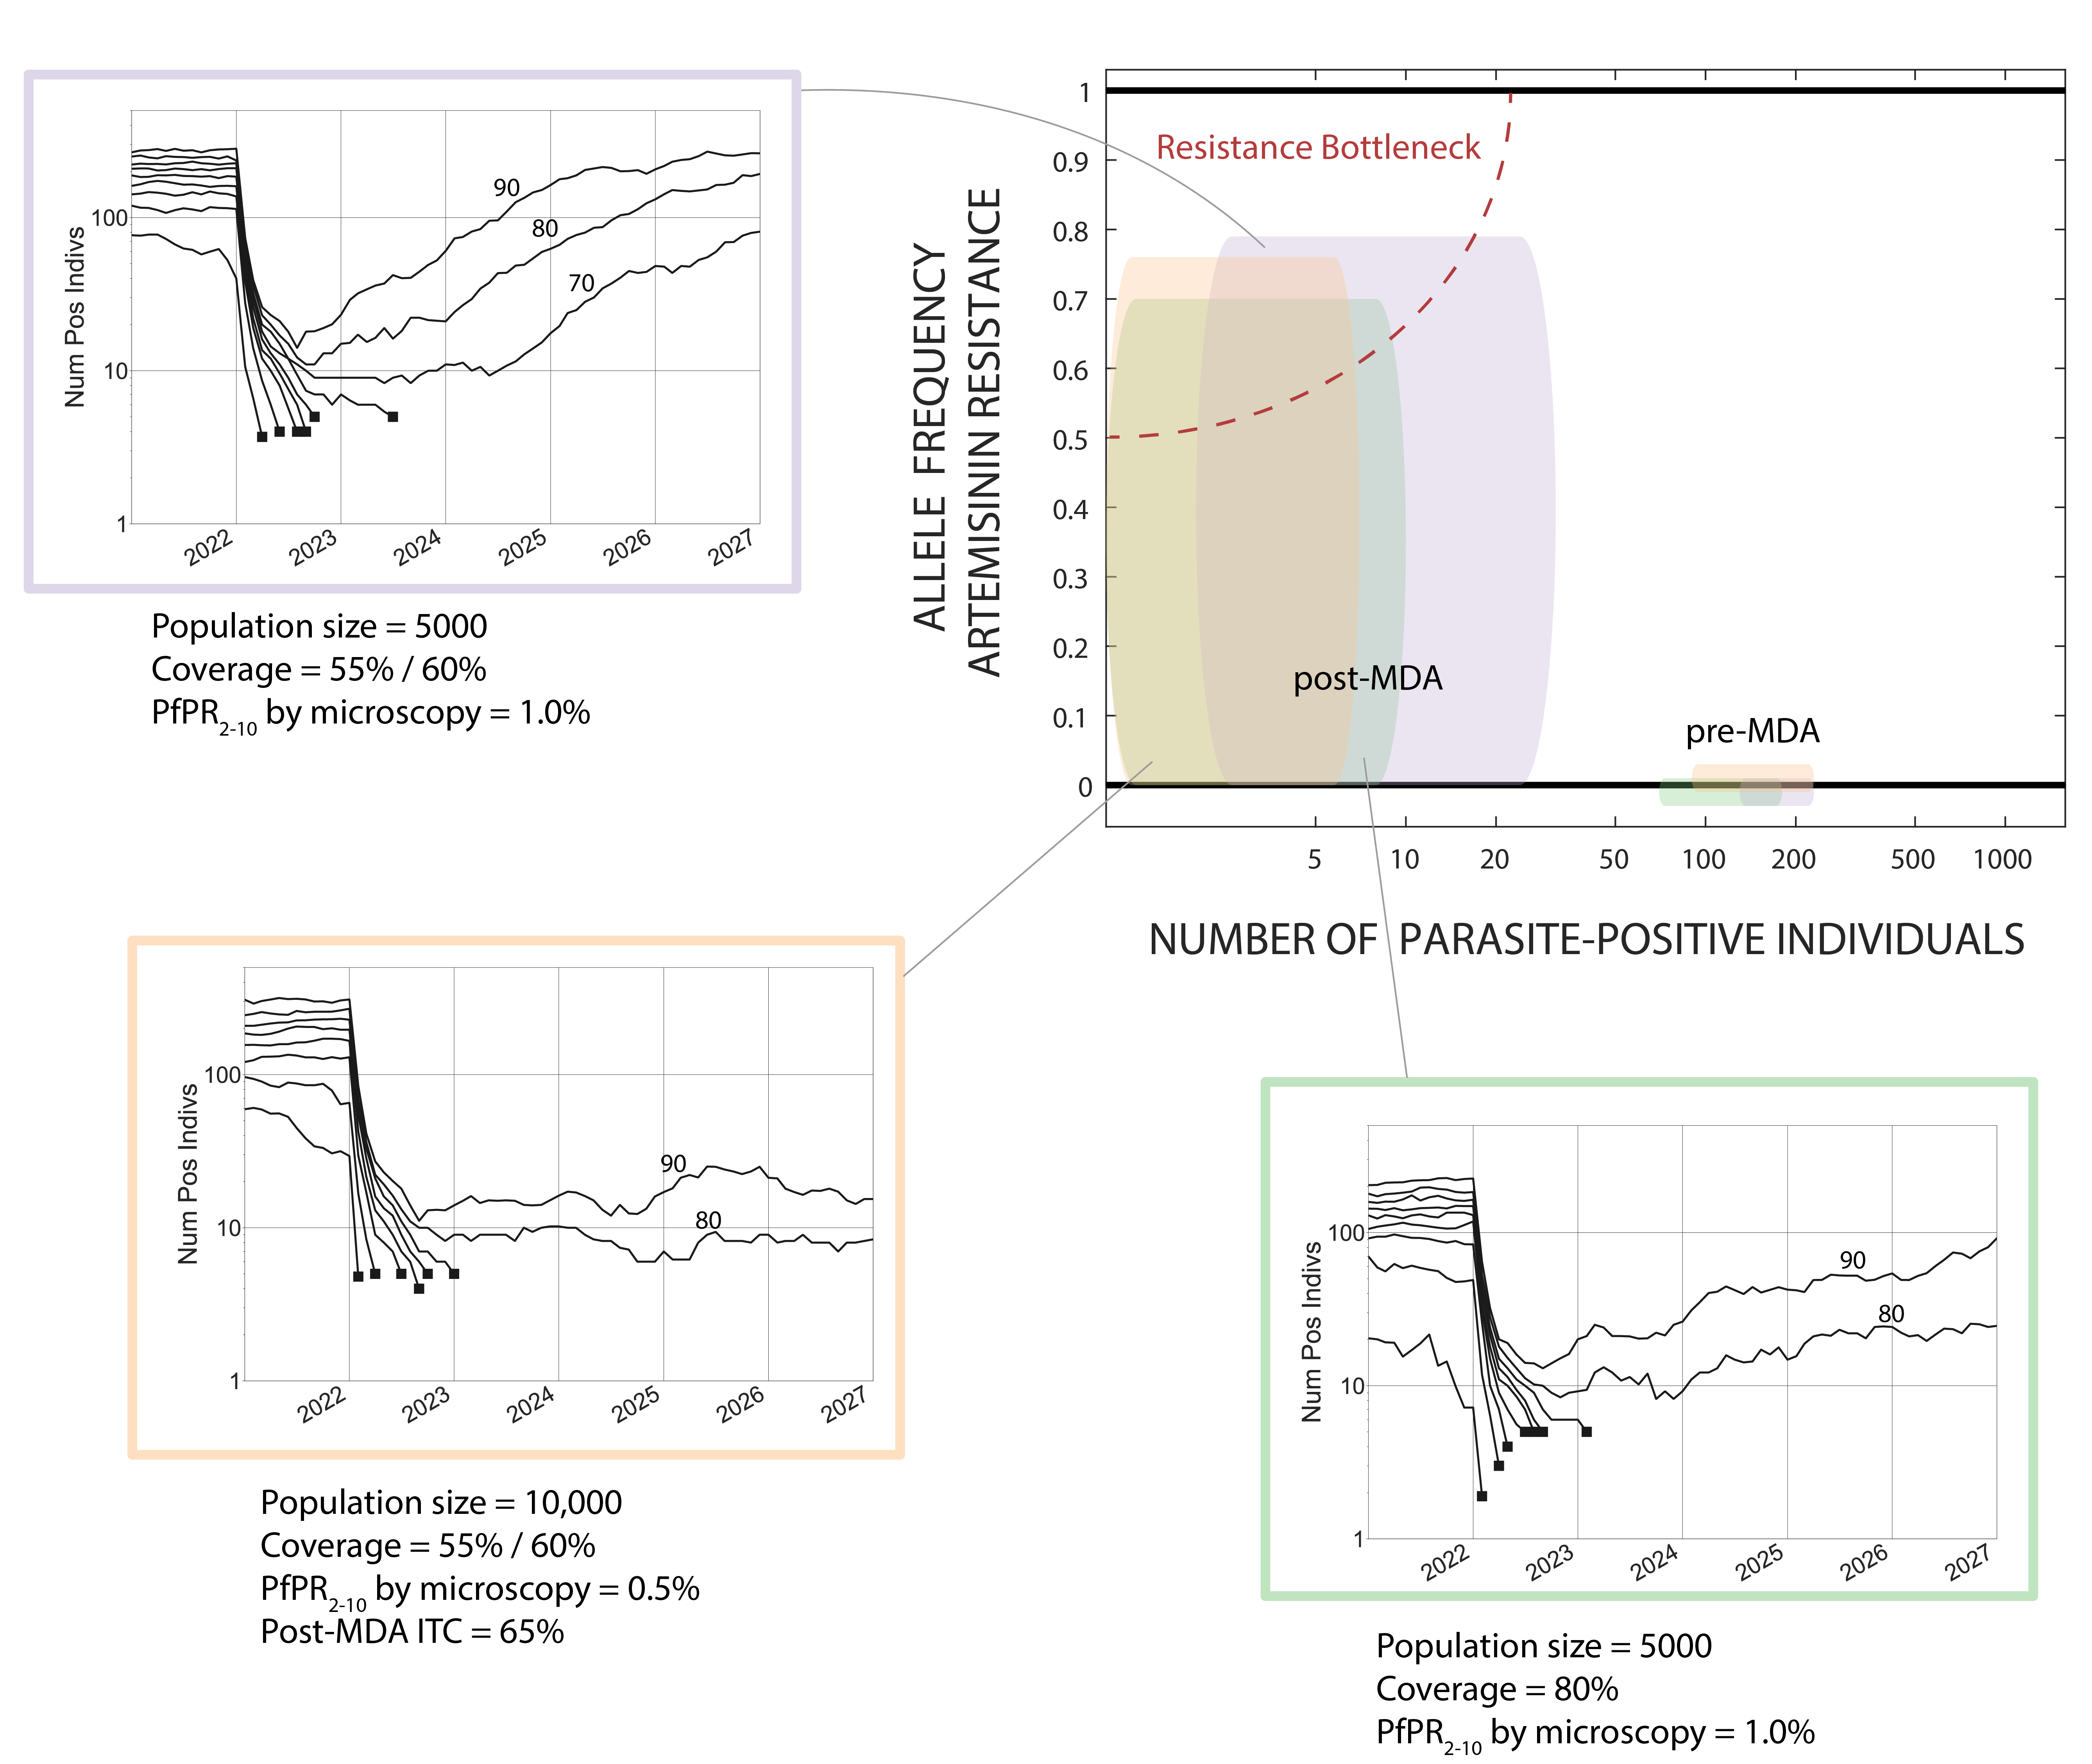 Num Pos Indivs
100
10
1
90
80
70
2022
2023
2024
2025
2026
2027
Population size = 5000
Coverage = 55% / 60%
PfPR2-10 by microscopy = 1.0%
ALLELE FREQUENCY
ARTEMISININ RESISTANCE
1
0.9
0.8
0.7
0.6
0.5
0.4
0.3
0.2
0.1
0
Resistance Bottleneck
post-MDA
pre-MDA
5
10
20
50
100
200
500
1000
NUMBER OF PARASITE-POSITIVE INDIVIDUALS
Num Pos Indivs
100
10
1
90
80
2022
2023
2024
2025
2026
2027
Population size = 10,000
Coverage = 55% / 60%
PfPR2-10 by microscopy = 0.5%
Post-MDA ITC = 65%
Num Pos Indivs
100
10
1
90
80
2022
2023
2024
2025
2026
2027
Population size = 5000
Coverage = 80%
PfPR2-10 by microscopy = 1.0%